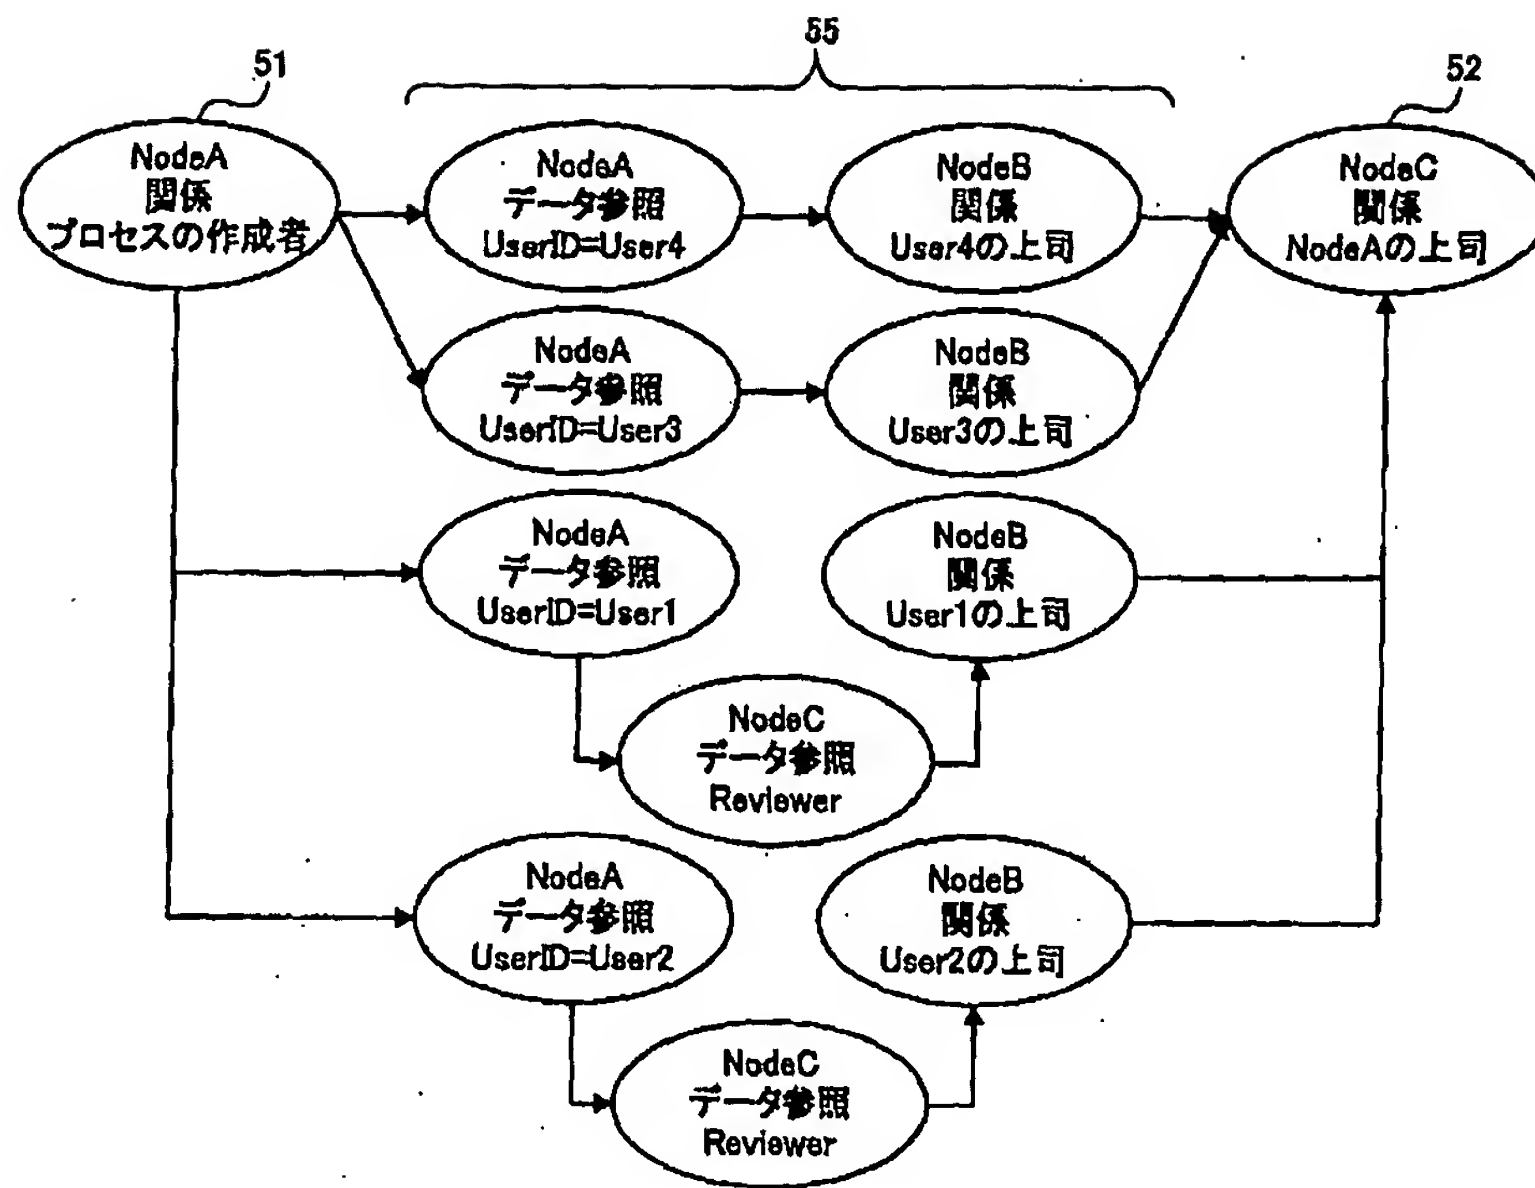 55
51
52
NodeA
関係
プロセスの作成者
NodeA
データ参照
UserID=User4
NodeB
関係
User4の上司
NodeC
関係
NodeAの上司
NodeA
データ参照
UserID=User3
NodeB
関係
User3の上司
NodeA
データ参照
UserID=User1
NodeB
関係
User1の上司
NodeC
データ参照
Reviewer
NodeA
データ参照
UserID=User2
NodeB
関係
User2の上司
NodeC
データ参照
Reviewer